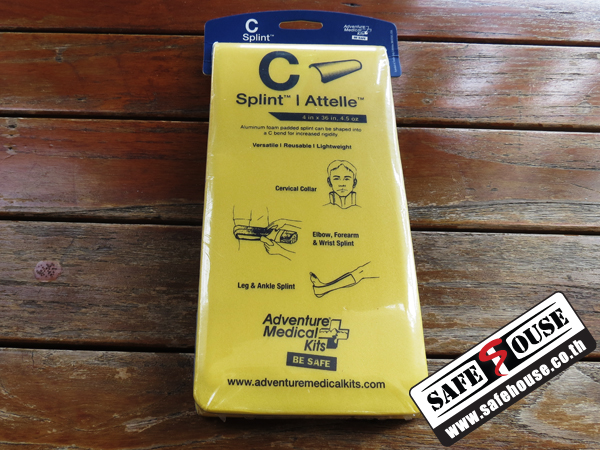 C
Splint™
Adventure
Medical
Kits
BE SAFE
C
Splint™ | Attelle™
4 in x 36 in, 4.5 oz
Aluminum foam padded splint can be shaped into
a C bend for increased rigidity.
Versatile | Reusable | Lightweight
Cervical Collar
Elbow, Forearm
& Wrist Splint
Leg & Ankle Splint
Adventure®
Medical
Kits
BE SAFE
www.adventuremedicalkits.com
SAFE HOUSE
www.safehouse.co.th